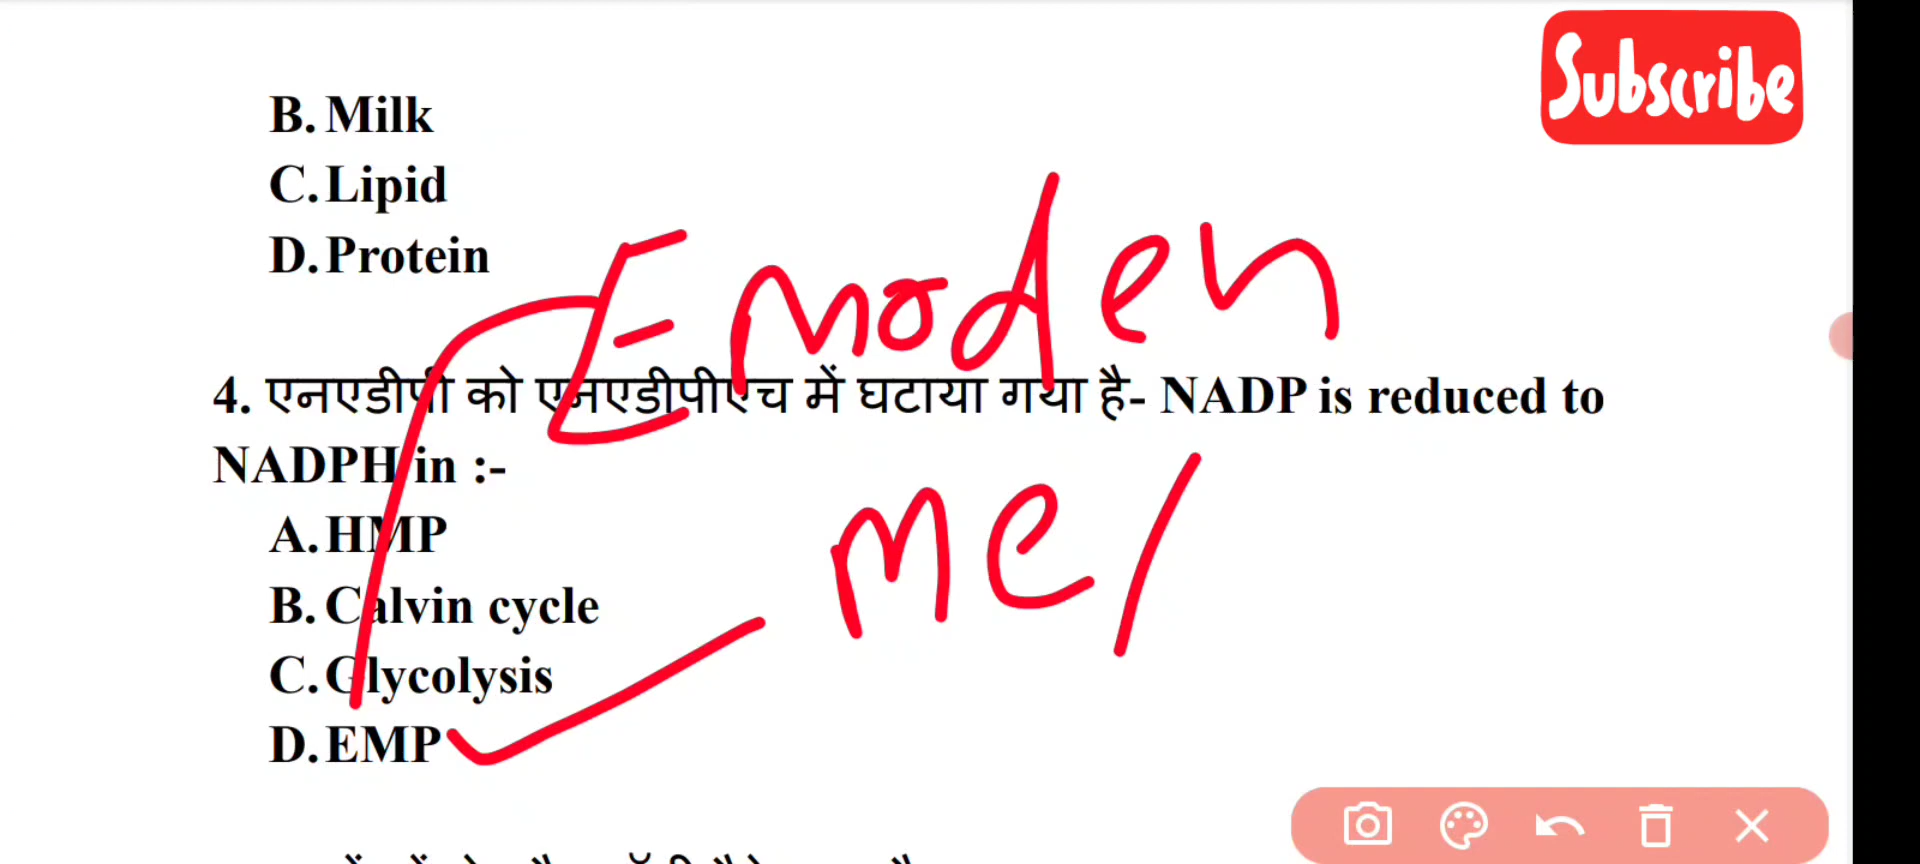 Subscribe
B. Milk
C. Lipid
D. Protein
Emoden
4. एनएडीपी को एनएडीपीएच में घटाया गया है- NADP is reduced to
NADPH in :-
A. HMP
me/
B. Calvin cycle
C. Glycolysis
D. EMP